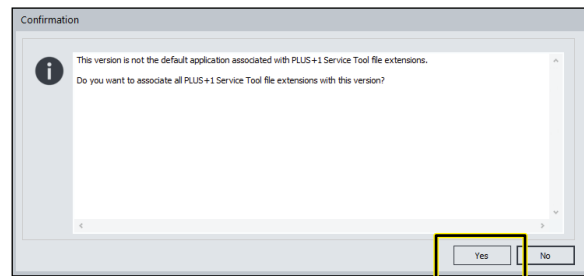 Confirmation
This version is not the default application associated with PLUS+1 Service Tool file extensions.
Do you want to associate all PLUS+1 Service Tool file extensions with this version?
Yes
No